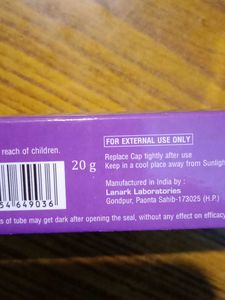 reach of children.
20 g
FOR EXTERNAL USE ONLY
Replace Cap tightly after use
Keep in a cool place away from Sunligh
Manufactured in India by :
Lanark Laboratories
Gondpur, Paonta Sahib-173025 (H.P.)
54 649036
s of tube may get dark after opening the seal, without any effect on efficacy